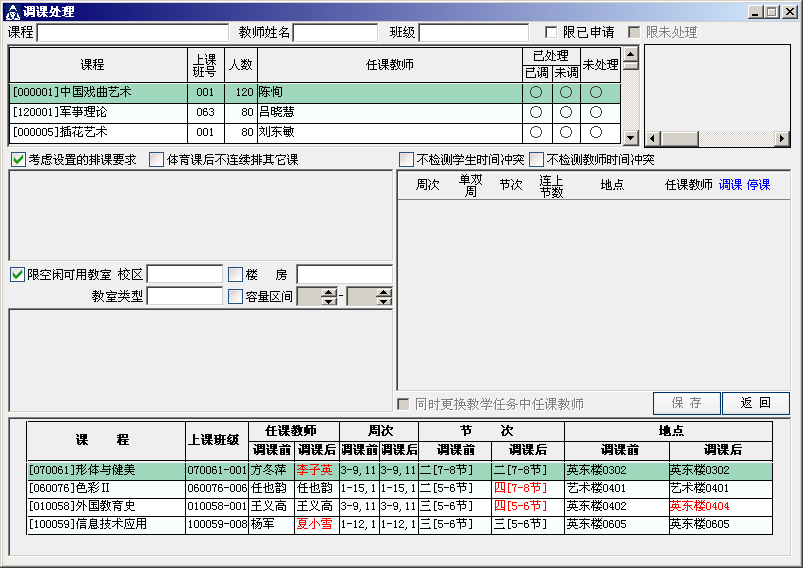 调课处理
课程 教师姓名 班级 限已申请 限未处理
课程 上课班号 人数 任课教师 已处理 未处理
已调 未调
[000001]中国戏曲艺术 001 120 陈恂
[120001]军事理论 063 80 吕晓慧
[000005]插花艺术 001 80 刘东敏
考虑设置的排课要求 体育课后不连续排其它课 不检测学生时间冲突 不检测教师时间冲突
周次 单双周 节次 连上节数 地点 任课教师 调课 停课
限空闲可用教室 校区 楼 房
教室类型 容量区间 -
同时更换教学任务中任课教师 保 存 返 回
课 程 上课班级 任课教师 周次 节 次 地点
调课前 调课后 调课前 调课后 调课前 调课后 调课前 调课后
[070061]形体与健美 070061-001 方冬萍 李子英 3-9,11 3-9,11 二[7-8节] 二[7-8节] 英东楼0302 英东楼0302
[060076]色彩Ⅱ 060076-006 任也韵 任也韵 1-15,1 1-15,1 二[7-8节] 四[7-8节] 艺术楼0401 艺术楼0401
[010058]外国教育史 010058-001 王义高 王义高 3-9,11 3-9,11 三[5-6节] 四[5-6节] 英东楼0402 英东楼0404
[100059]信息技术应用 100059-008 杨军 夏小雪 1-12,1 1-12,1 三[5-6节] 三[5-6节] 英东楼0605 英东楼0605